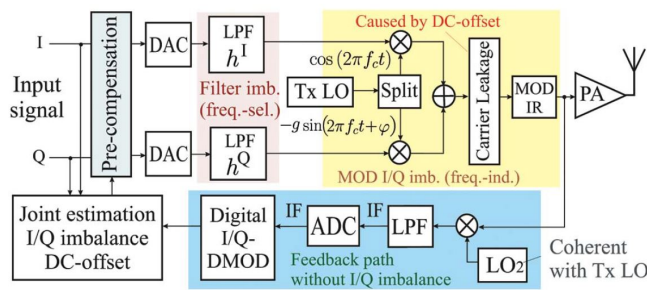 I
Input
signal
Q
Pre-compensation
DAC
LPF
h^I
Filter imb.
(freq.-sel.)
DAC
LPF
h^Q
Caused by DC-offset
cos (2πf_ct)
Tx LO
Split
−g sin(2πf_ct+φ)
MOD I/Q imb. (freq.-ind.)
Carrier Leakage
MOD
IR
PA
Joint estimation
I/Q imbalance
DC-offset
Digital
I/Q-
DMOD
IF
ADC
IF
LPF
LO2
Feedback path
without I/Q imbalance
Coherent
with Tx LO